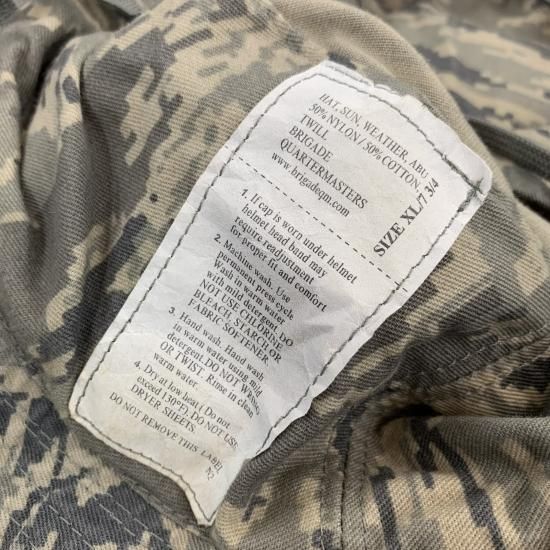 HAT, SUN, WEATHER, ABU
50% NYLON / 50% COTTON,
TWILL
BRIGADE
QUARTERMASTERS
www.brigadeqm.com
SIZE XL/7 3/4
1. If cap is worn under helmet
helmet head band may
require readjustment
for proper fit and comfort
2. Machine wash. Use
permanent press cycle
Wash in warm water
with mild detergent.DO
NOT USE CHLORINE
BLEACH, STARCH OR
FABRIC SOFTENER.
3. Hand wash. Hand wash
in warm water using mild
detergent.DO NOT WRING
OR TWIST. Rinse in clean
warm water.
4. Dry at low heat.( Do not
exceed 130°F). DO NOT USE
DRYER SHEETS.
DO NOT REMOVE THIS LABEL